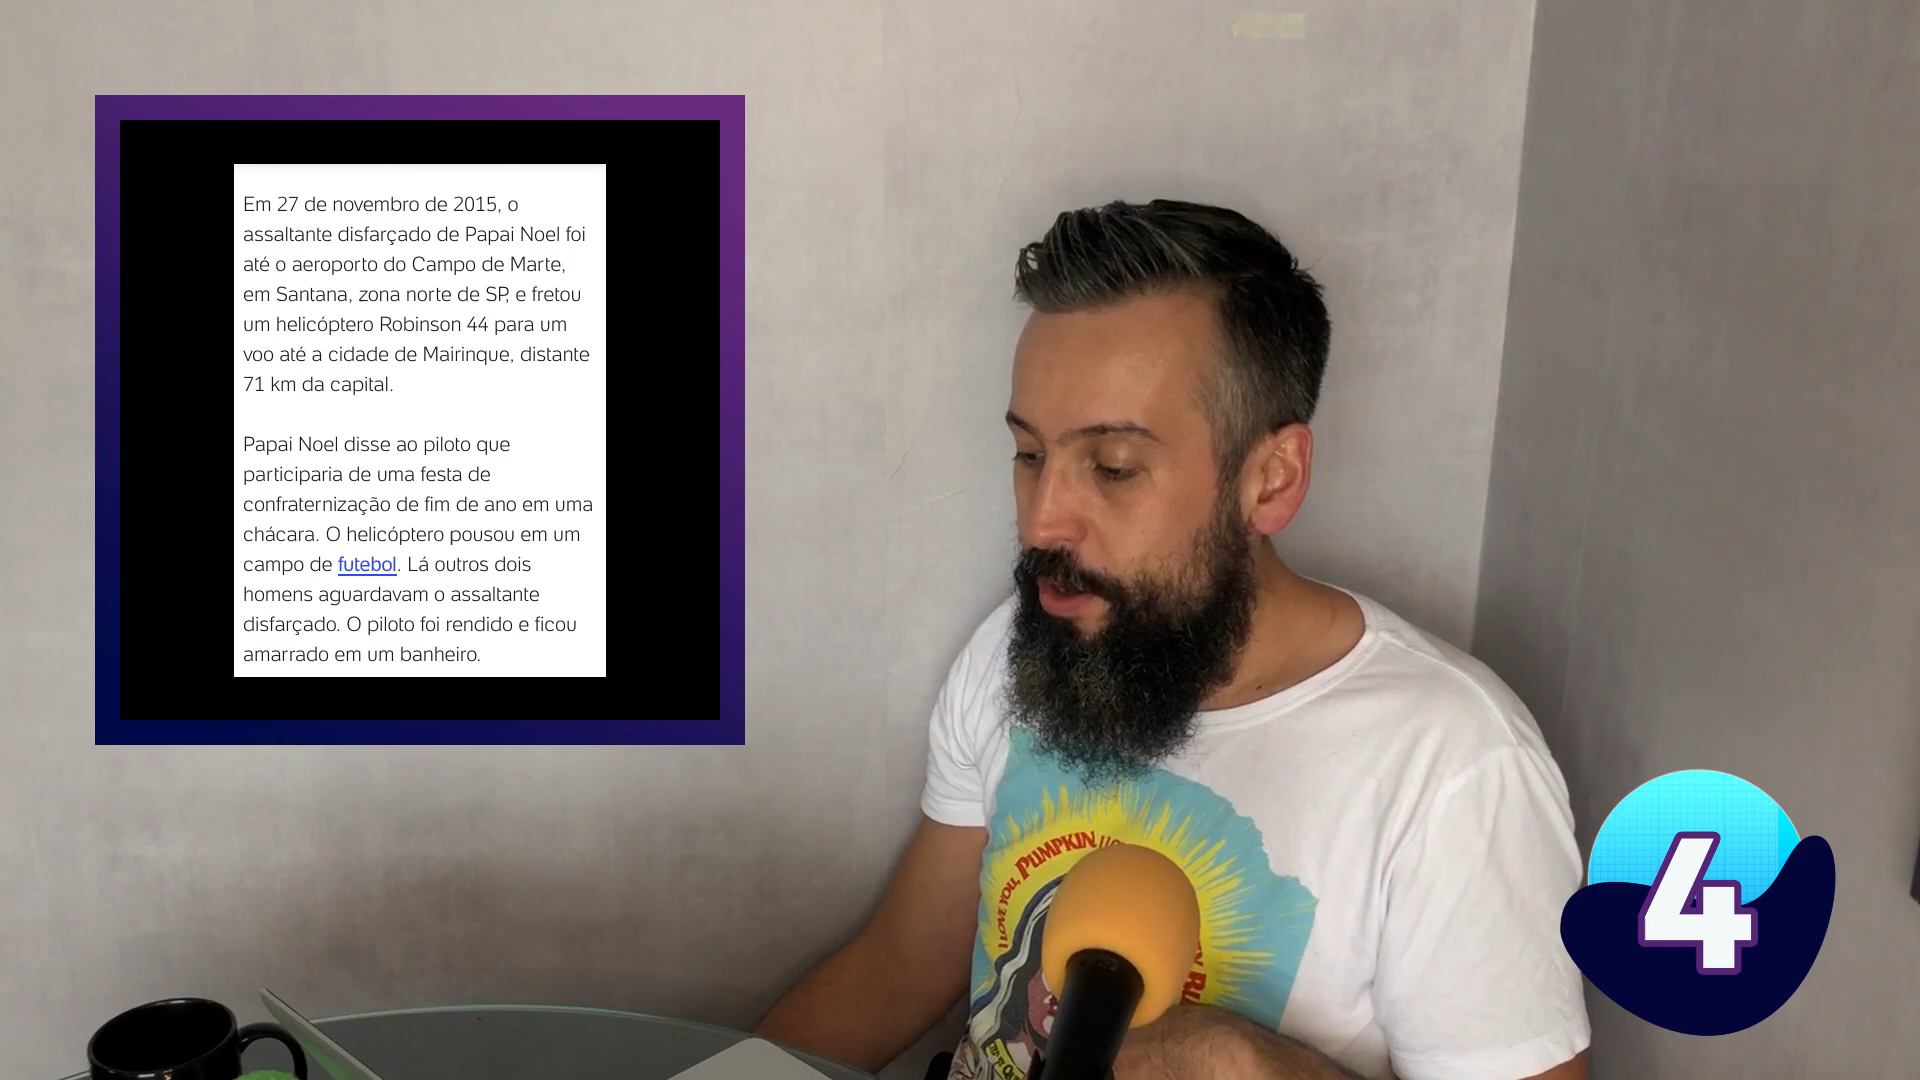 Em 27 de novembro de 2015, o
assaltante disfarçado de Papai Noel foi
até o aeroporto do Campo de Marte,
em Santana, zona norte de SP, e fretou
um helicóptero Robinson 44 para um
voo até a cidade de Mairinque, distante
71 km da capital.
Papai Noel disse ao piloto que
participaria de uma festa de
confraternização de fim de ano em uma
chácara. O helicóptero pousou em um
campo de futebol. Lá outros dois
homens aguardavam o assaltante
disfarçado. O piloto foi rendido e ficou
amarrado em um banheiro.
I LOVE YOU, PUMPKIN
4